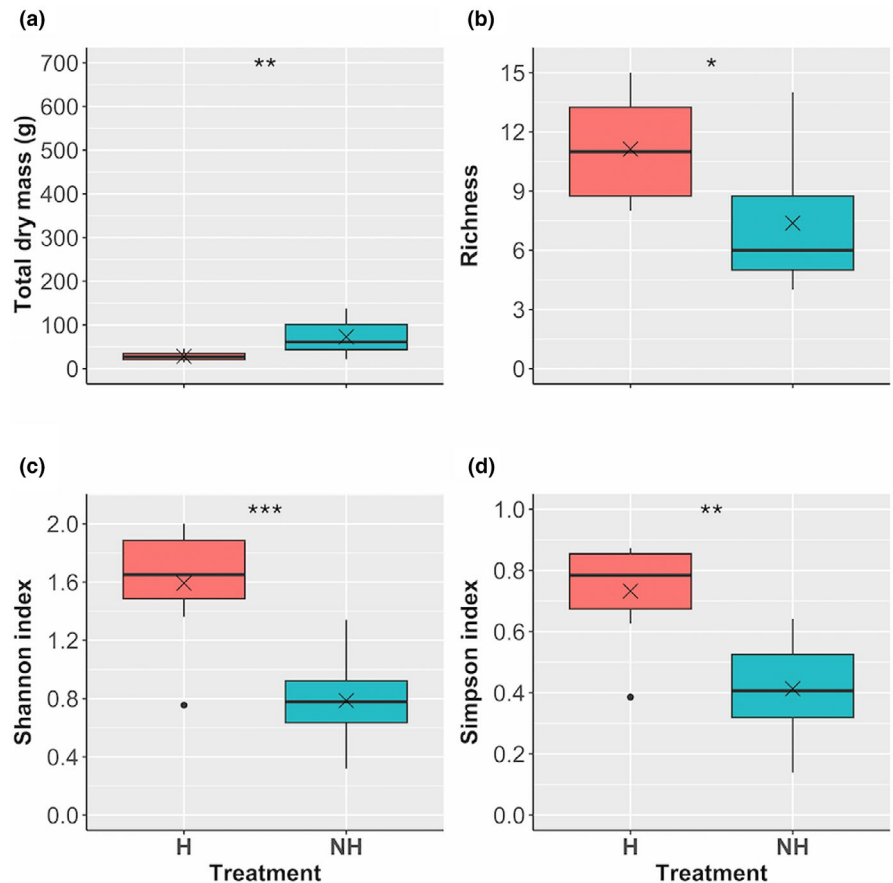 (a)
**
700
600
500
400
300
200
100
0
Total dry mass (g)
(b)
*
15
12
9
6
3
0
Richness
(c)
***
2.0
1.6
1.2
0.8
0.4
0.0
Shannon index
H NH
Treatment
(d)
**
1.0
0.8
0.6
0.4
0.2
0.0
Simpson index
H NH
Treatment